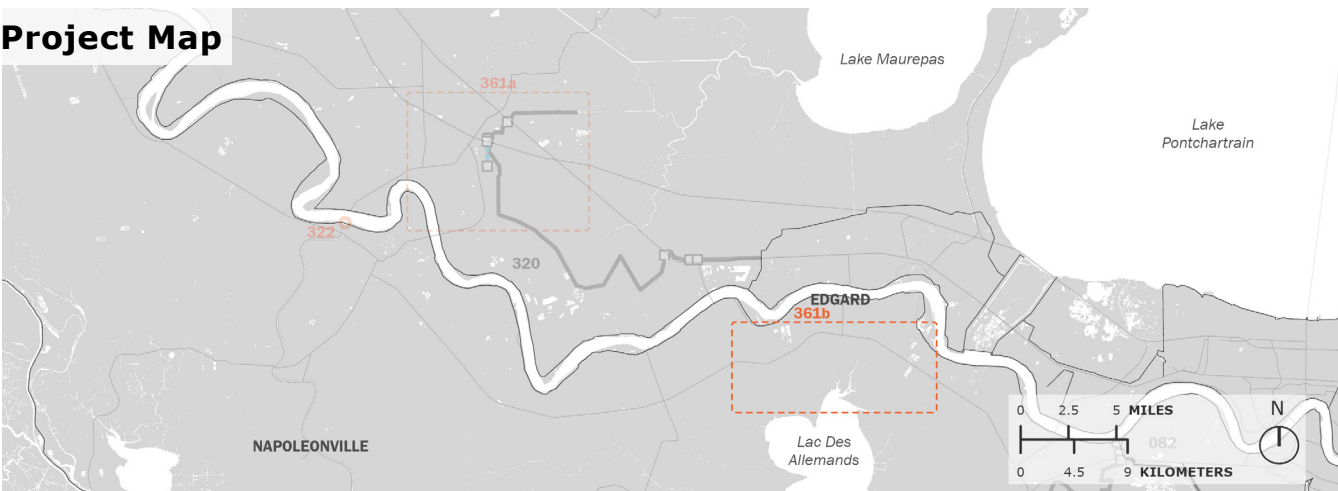 Project Map
Lake Maurepas
361a
Lake
Pontchartrain
322
320
EDGARD
361b
NAPOLEONVILLE
Lac Des
Allemands
0 2.5 5 MILES
N
082
0 4.5 9 KILOMETERS